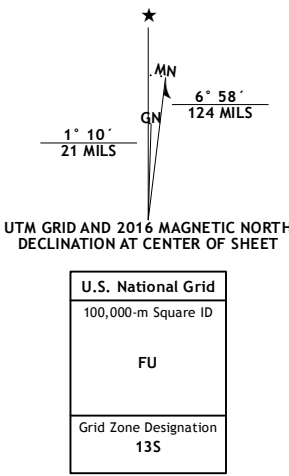 ★
MN
GN
6° 58´
124 MILS
1° 10´
21 MILS
UTM GRID AND 2016 MAGNETIC NORTH
DECLINATION AT CENTER OF SHEET
U.S. National Grid
100,000-m Square ID
FU
Grid Zone Designation
13S